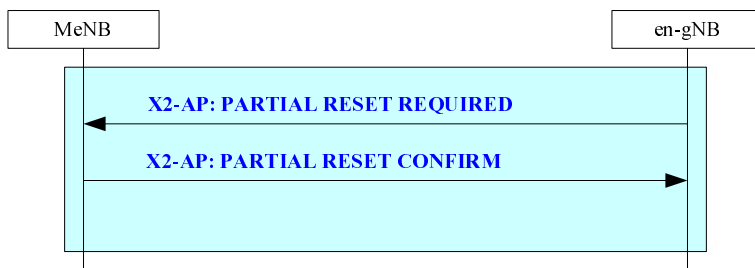 MeNB
en-gNB
X2-AP: PARTIAL RESET REQUIRED
X2-AP: PARTIAL RESET CONFIRM